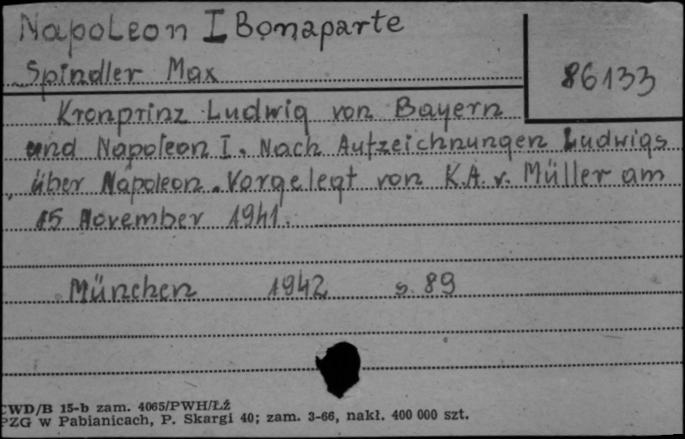 Napoleon I Bonaparte
Spindler Max
86133
Kronprinz Ludwig von Bayern
und Napoleon I. Nach Aufzeichnungen Ludwigs
über Napoleon. Vorgelegt von K.A. v. Müller am
15 November 1941.
München 1942 s. 89
CWD/B 15-b zam. 4065/PWH/ŁŻ
PZG w Pabianicach, P. Skargi 40; zam. 3-66, nakł. 400 000 szt.